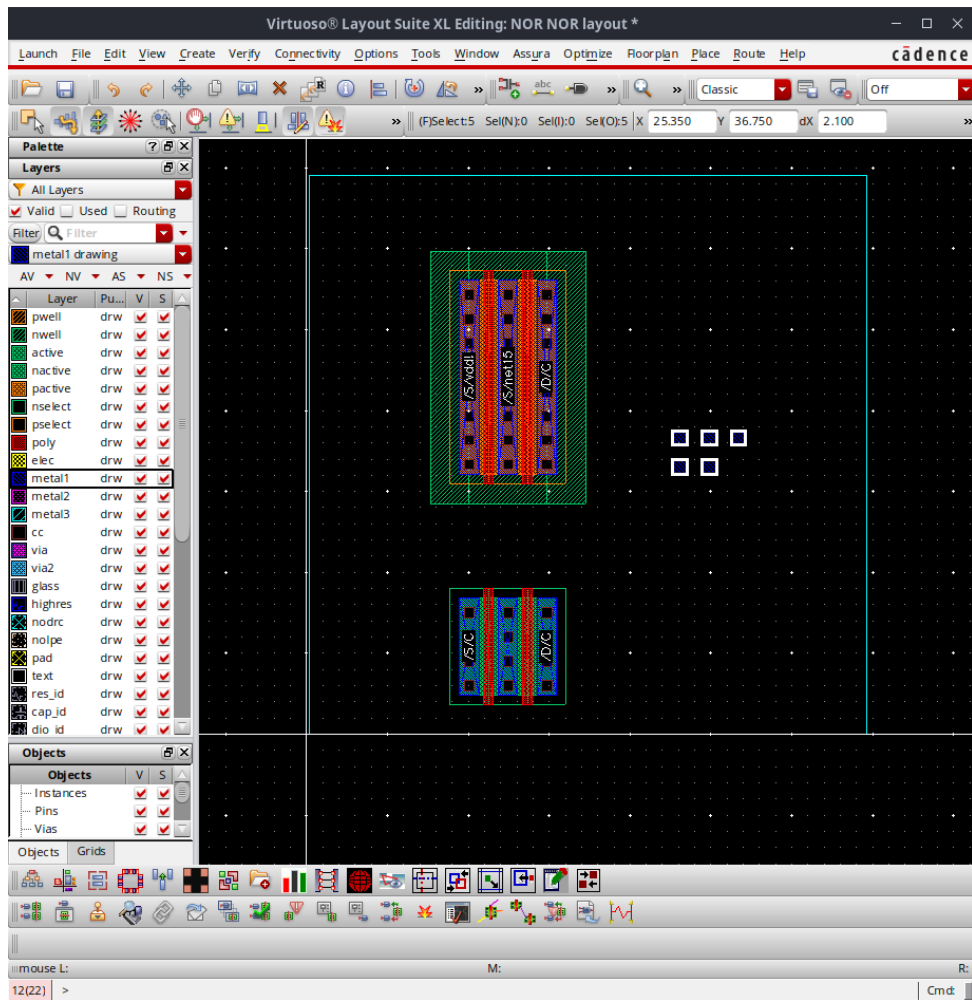 Virtuoso® Layout Suite XL Editing: NOR NOR layout *
Launch File Edit View Create Verify Connectivity Options Tools Window Assura Optimize Floorplan Place Route Help cādence
R abc » » » Classic Off
» (F)Select:5 Sel(N):0 Sel(I):0 Sel(O):5 X 25.350 Y 36.750 dX 2.100 »
Palette
Layers
All Layers
Valid Used Routing
Filter Filter
metal1 drawing
AV NV AS NS
Layer Pu... V S
pwell drw
nwell drw
active drw
nactive drw
pactive drw
nselect drw
pselect drw
poly drw
elec drw
metal1 drw
metal2 drw
metal3 drw
cc drw
via drw
via2 drw
glass drw
highres drw
nodrc drw
nolpe drw
pad drw
text drw
res_id drw
cap_id drw
dio id drw
/S/vdd! /S/net15 /D/C
/S/C /D/C
Objects
Objects V S
Instances
Pins
Vias
Objects Grids
mouse L: M: R:
12(22) > Cmd: